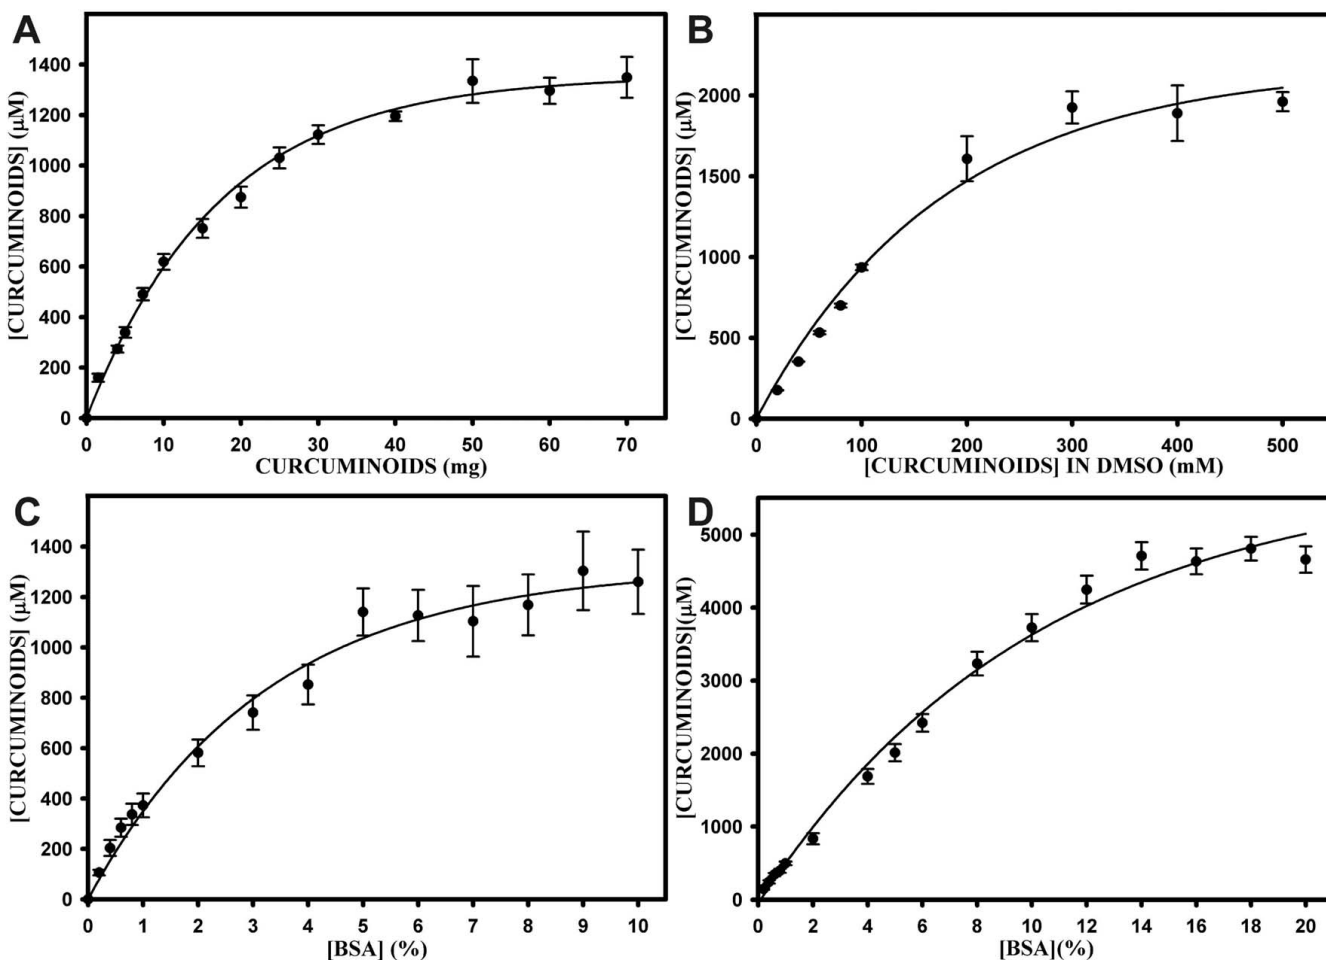 A
[CURCUMINOIDS] (μM)
1400
1200
1000
800
600
400
200
0
0 10 20 30 40 50 60 70
CURCUMINOIDS (mg)
B
[CURCUMINOIDS] (μM)
2000
1500
1000
500
0
0 100 200 300 400 500
[CURCUMINOIDS] IN DMSO (mM)
C
[CURCUMINOIDS] (μM)
1400
1200
1000
800
600
400
200
0
0 1 2 3 4 5 6 7 8 9 10
[BSA] (%)
D
[CURCUMINOIDS](μM)
5000
4000
3000
2000
1000
0
0 2 4 6 8 10 12 14 16 18 20
[BSA](%)